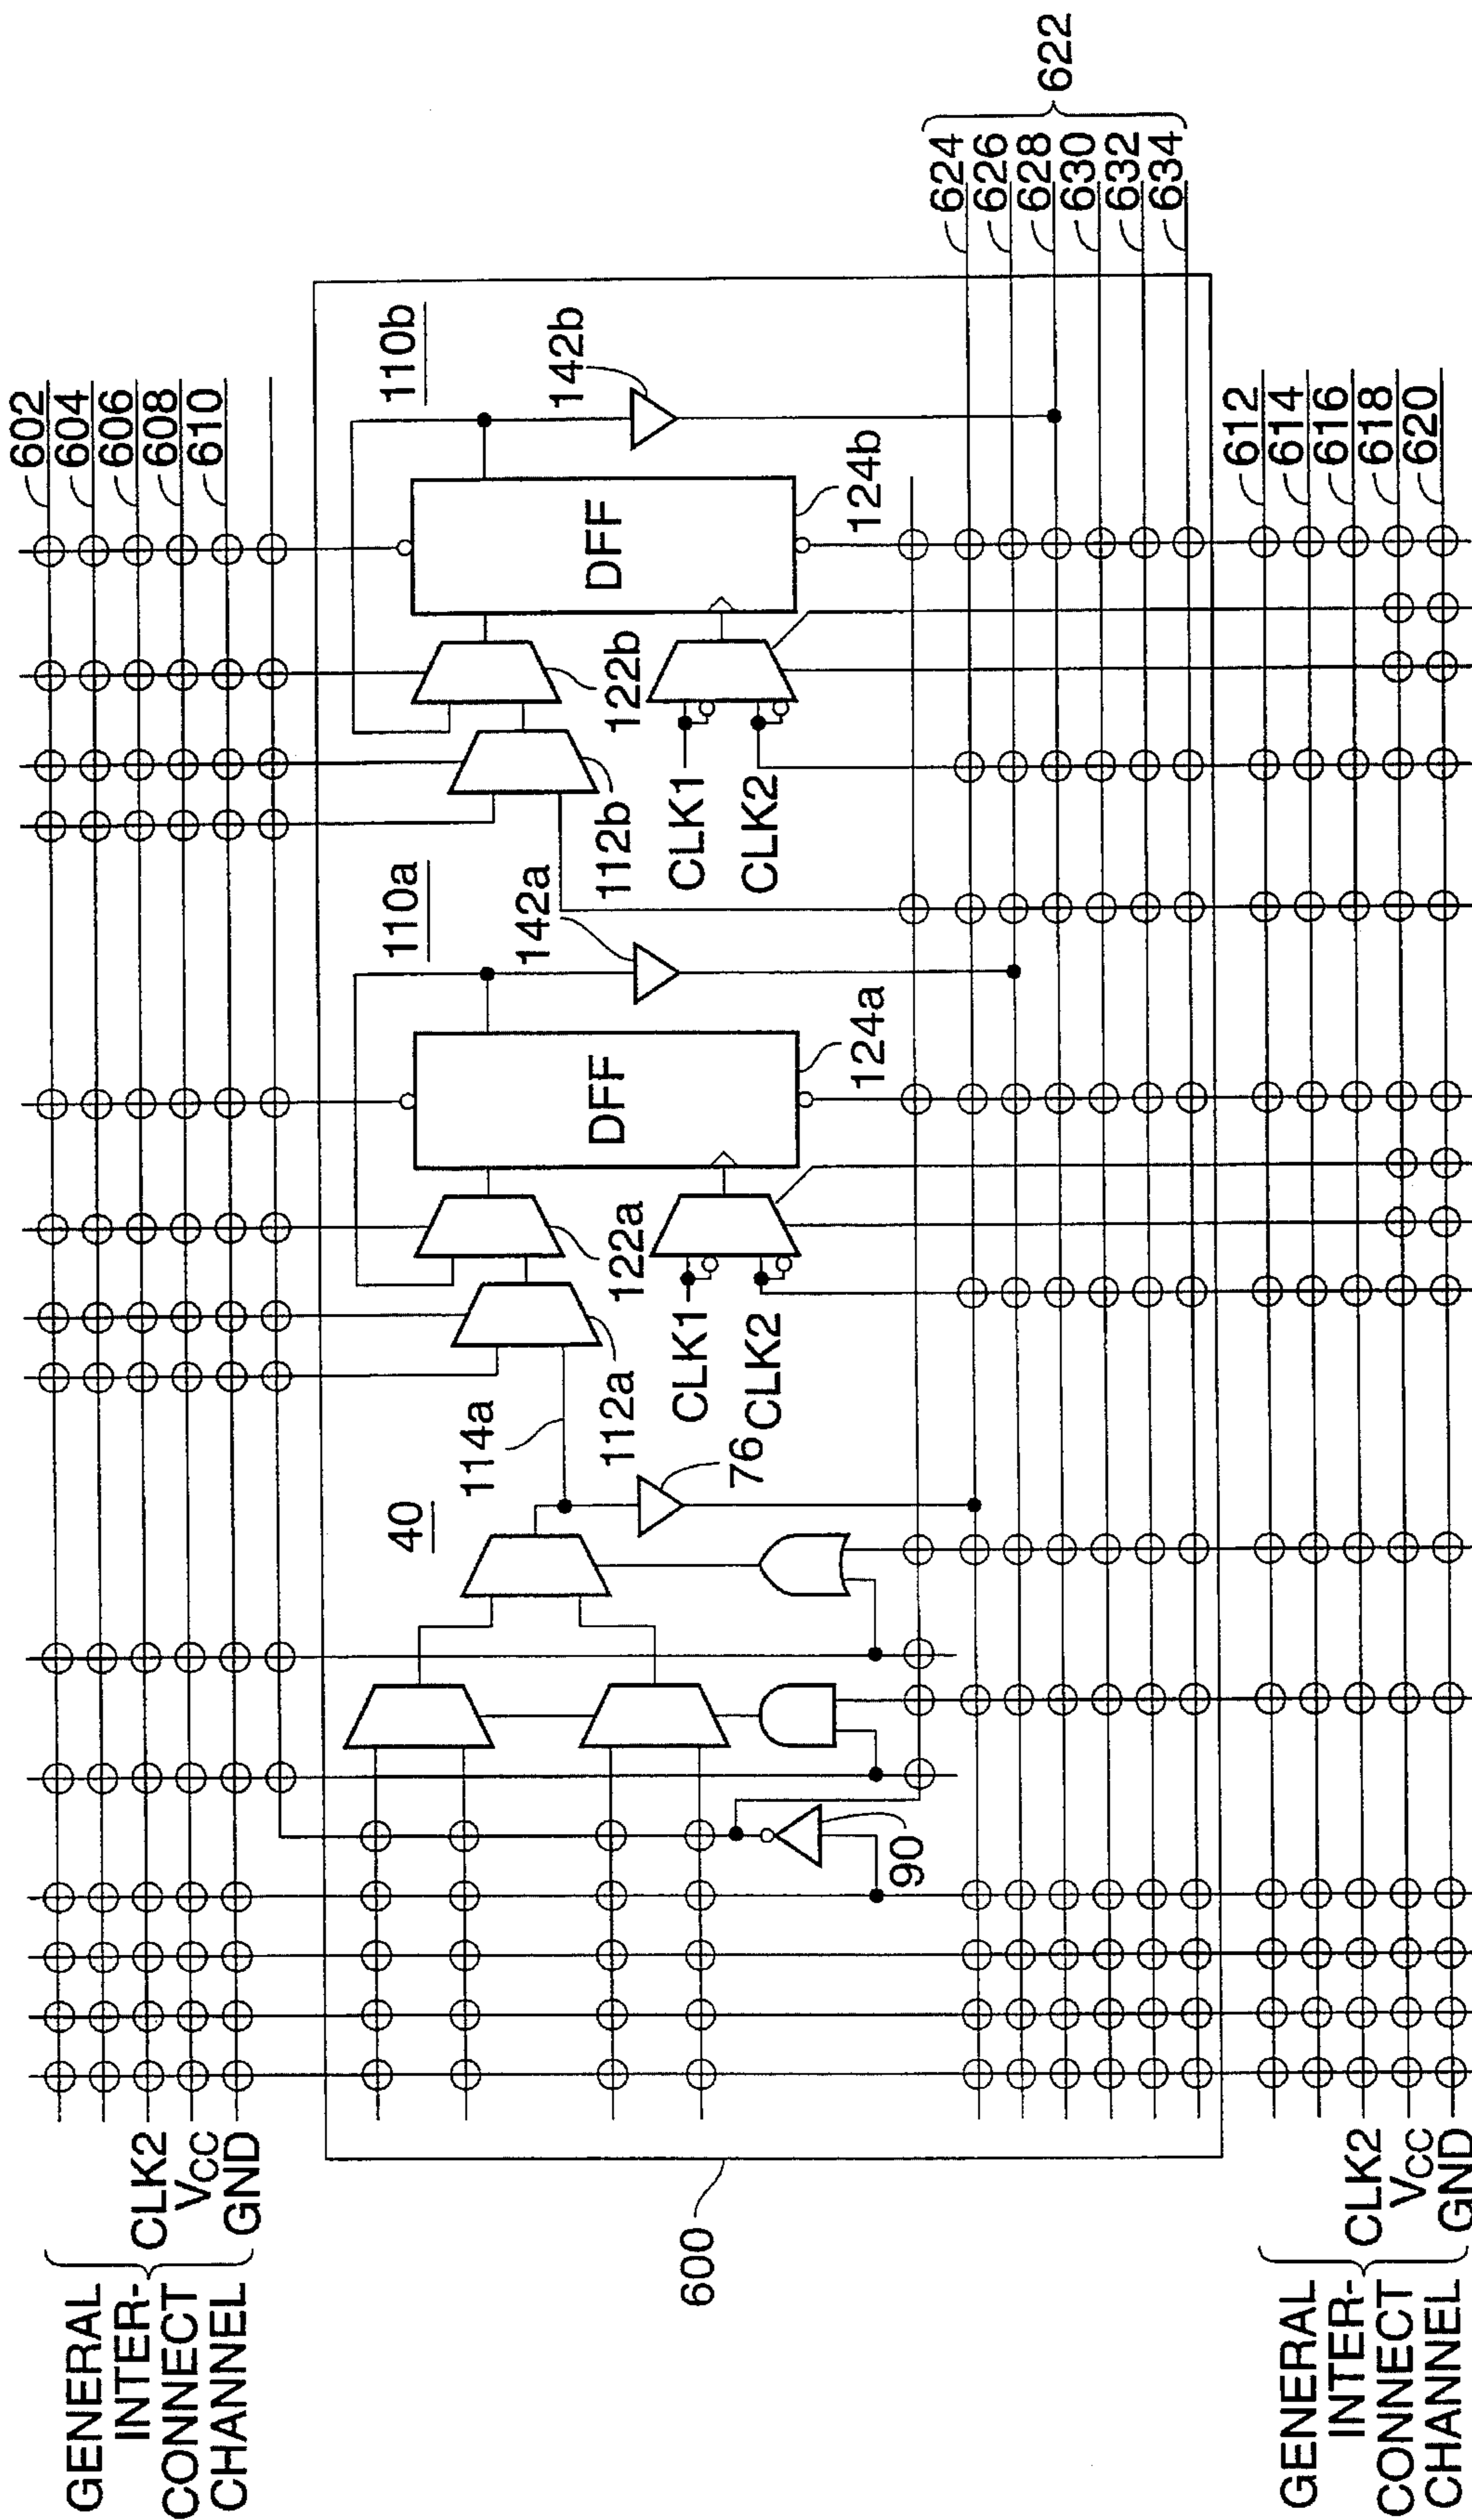 GENERAL
INTER-
CONNECT
CHANNEL
CLK2
VCC
GND
602
604
606
608
610
600
40
114a
76
90
110a
112a
122a
CLK1
CLK2
DFF
124a
142a
110b
112b
122b
CLK1
CLK2
DFF
124b
142b
624
626
628
630
632
634
622
GENERAL
INTER-
CONNECT
CHANNEL
CLK2
VCC
GND
612
614
616
618
620